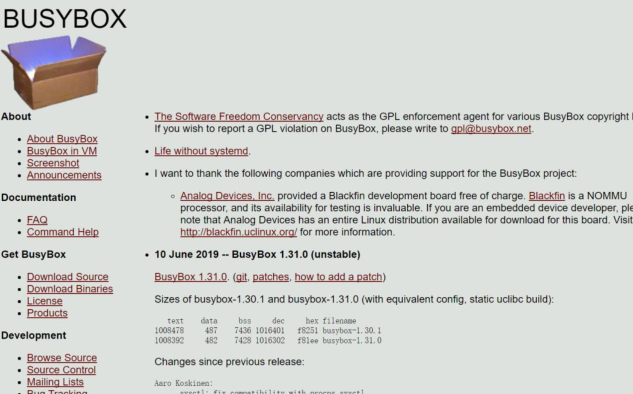 BUSYBOX
About
About BusyBox
BusyBox in VM
Screenshot
Announcements
Documentation
FAQ
Command Help
Get BusyBox
Download Source
Download Binaries
License
Products
Development
Browse Source
Source Control
Mailing Lists
Bug Tracking
The Software Freedom Conservancy acts as the GPL enforcement agent for various BusyBox copyright
If you wish to report a GPL violation on BusyBox, please write to gpl@busybox.net.
Life without systemd.
I want to thank the following companies which are providing support for the BusyBox project:
Analog Devices, Inc. provided a Blackfin development board free of charge. Blackfin is a NOMMU
processor, and its availability for testing is invaluable. If you are an embedded device developer, ple
note that Analog Devices has an entire Linux distribution available for download for this board. Visit
http://blackfin.uclinux.org/ for more information.
10 June 2019 -- BusyBox 1.31.0 (unstable)
BusyBox 1.31.0. (git, patches, how to add a patch)
Sizes of busybox-1.30.1 and busybox-1.31.0 (with equivalent config, static uclibc build):
text data bss dec hex filename
1008478 487 7436 1016401 f8251 busybox-1.30.1
1008392 482 7428 1016302 f81ee busybox-1.31.0
Changes since previous release:
Aaro Koskinen:
sysctl: fix compatibility with procps sysctl